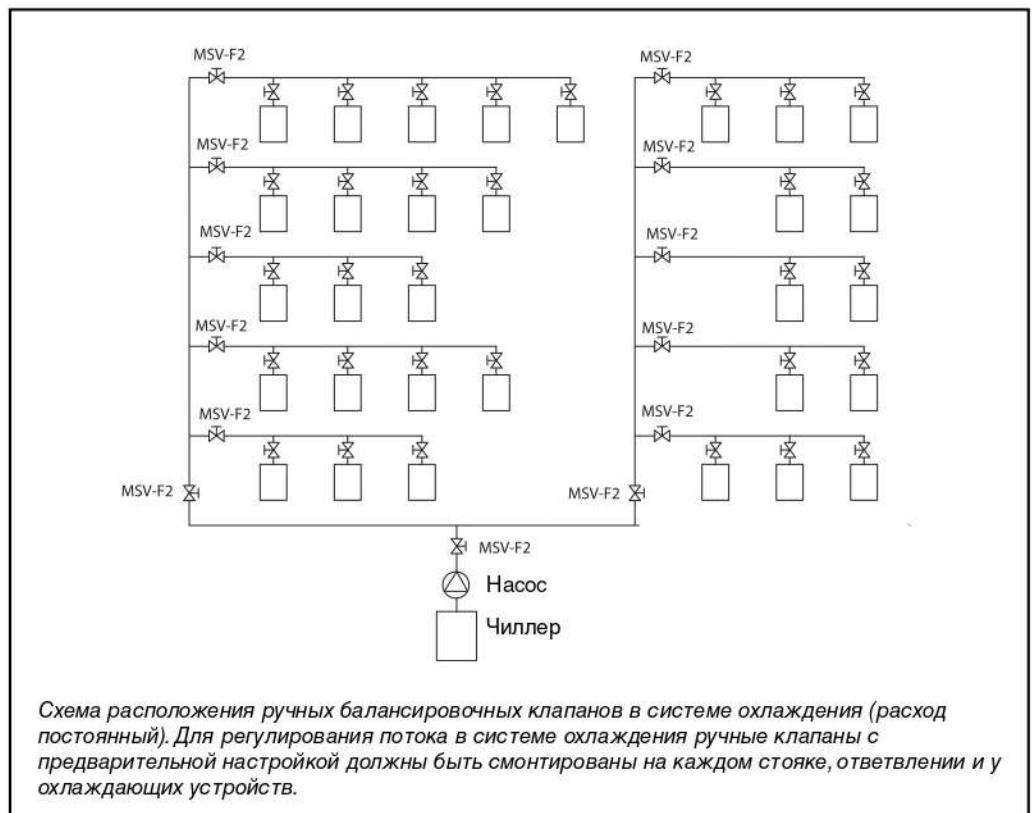 MSV-F2
MSV-F2
MSV-F2
MSV-F2
MSV-F2
MSV-F2
MSV-F2
MSV-F2
MSV-F2
MSV-F2
MSV-F2
MSV-F2
MSV-F2
Насос
Чиллер
Схема расположения ручных балансировочных клапанов в системе охлаждения (расход
постоянный). Для регулирования потока в системе охлаждения ручные клапаны с
предварительной настройкой должны быть смонтированы на каждом стояке, ответвлении и у
охлаждающих устройств.